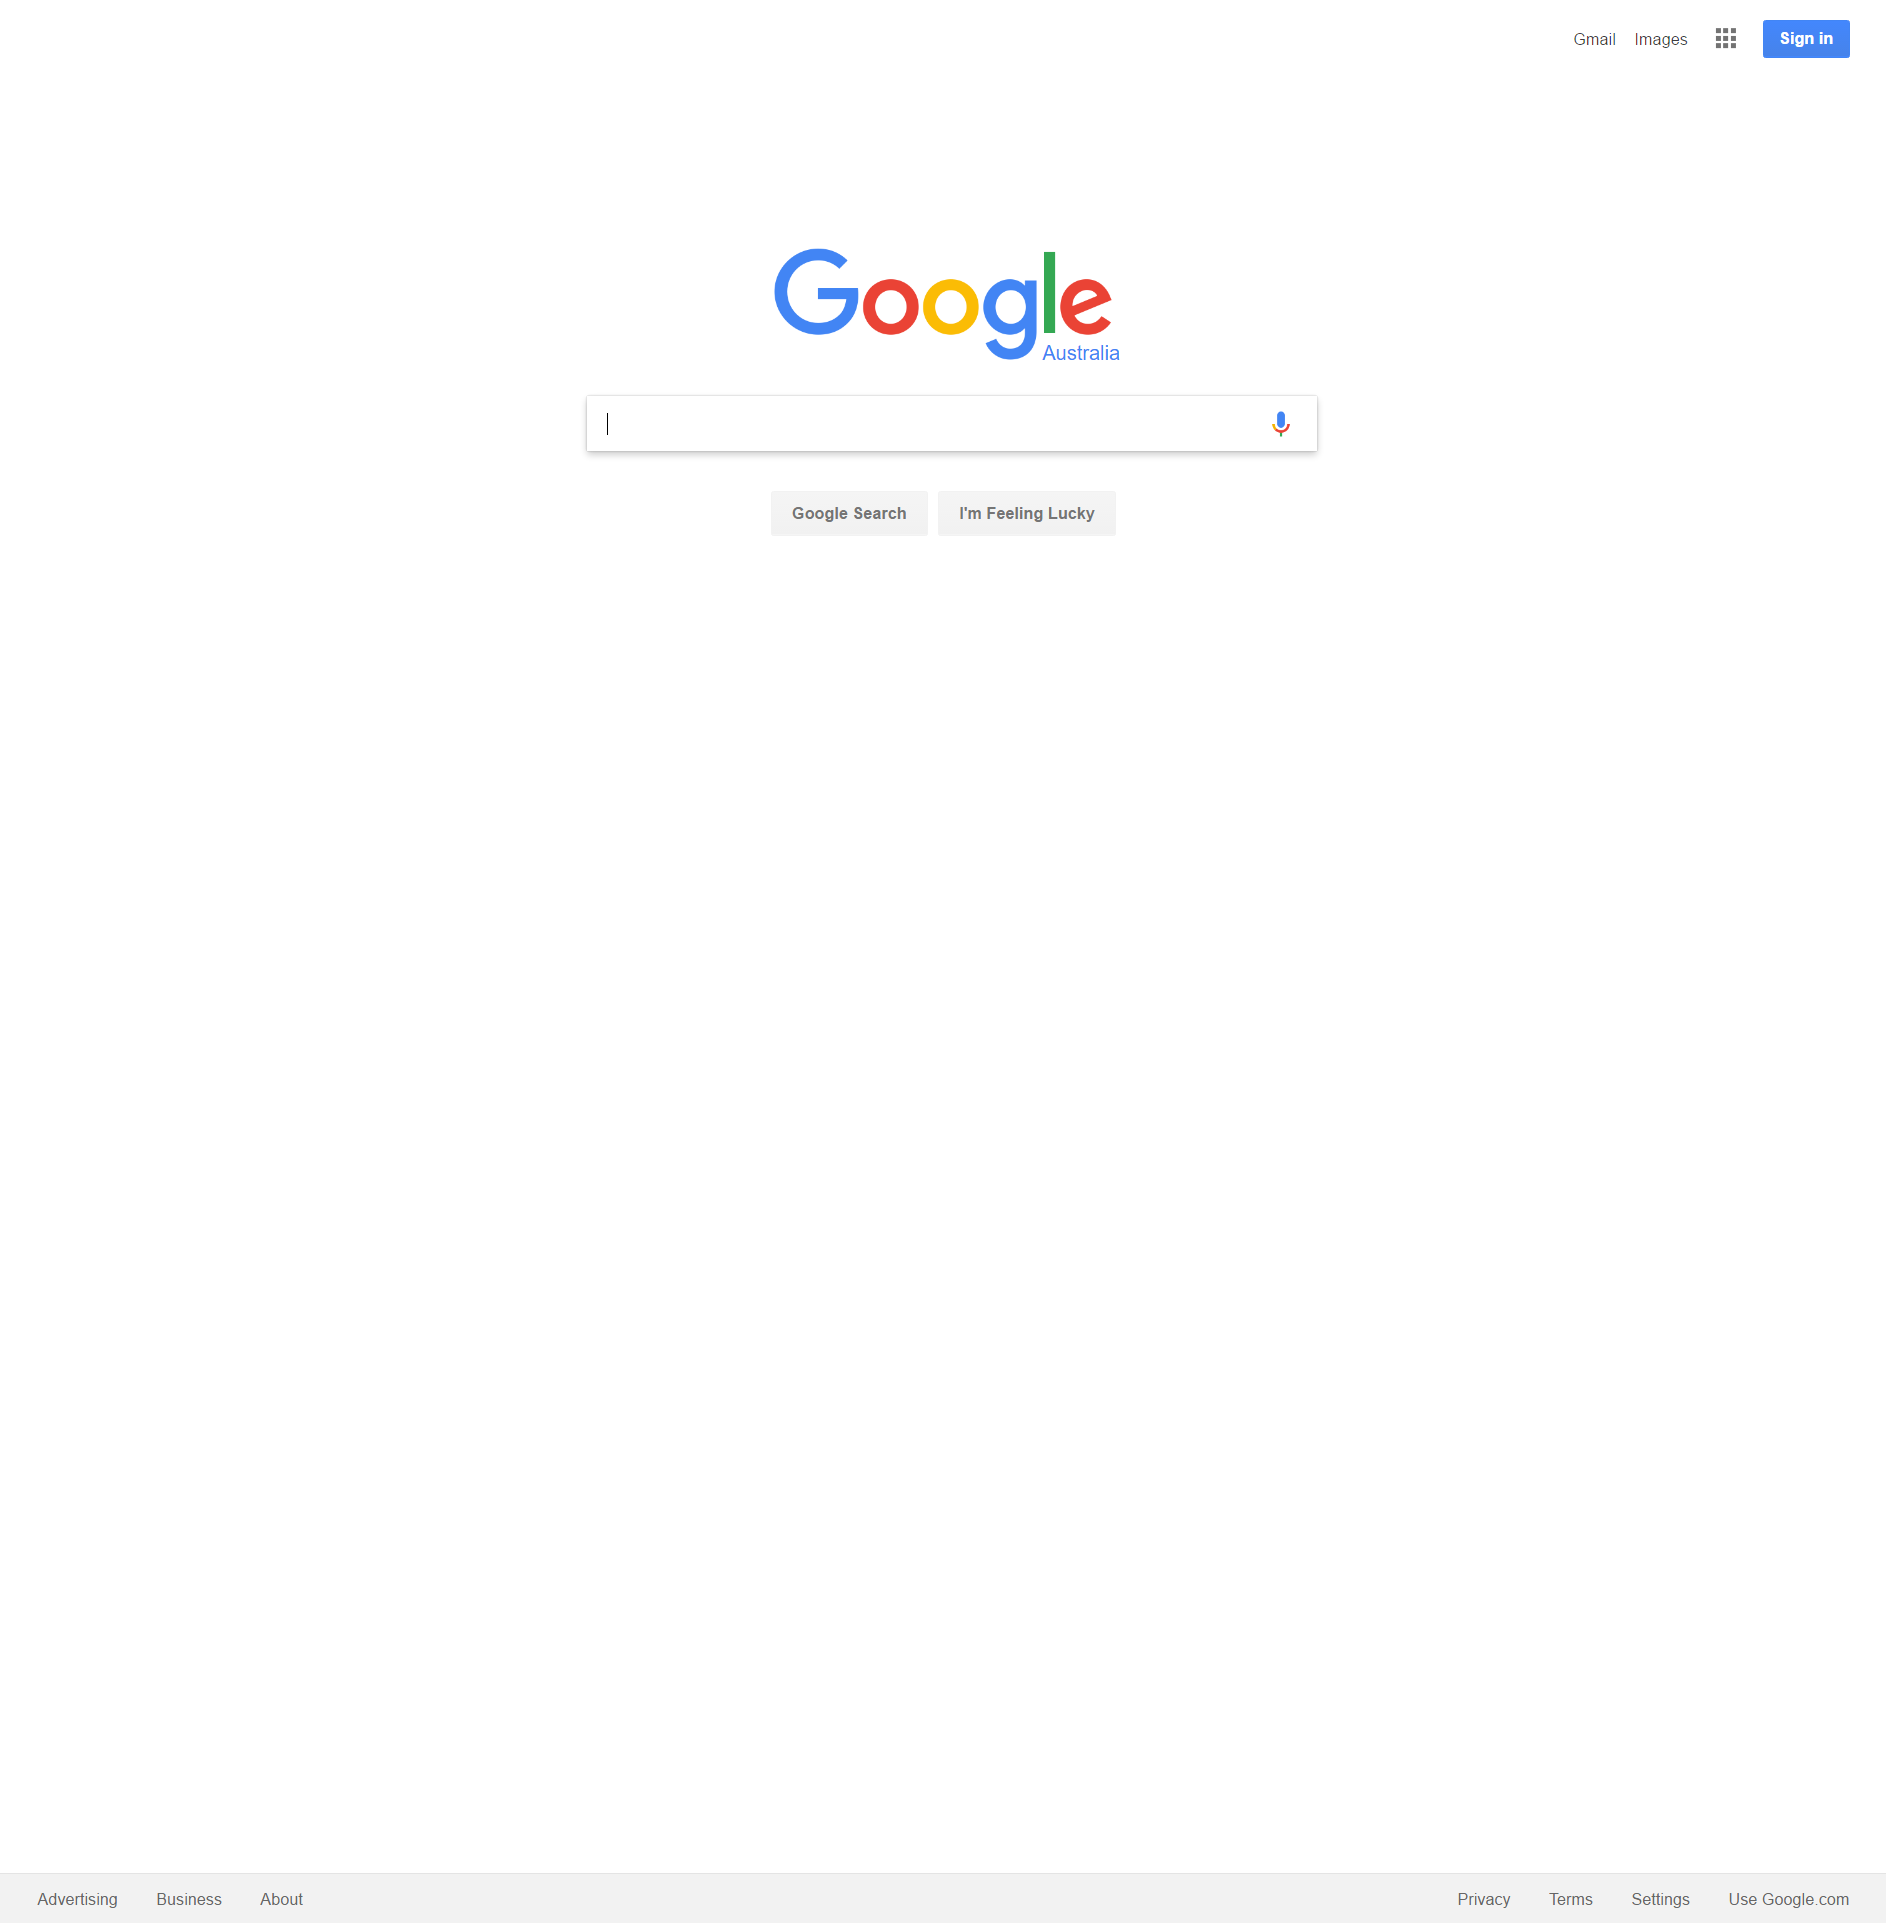 Gmail Images Sign in
Google
Australia
Google Search I'm Feeling Lucky
Advertising Business About Privacy Terms Settings Use Google.com